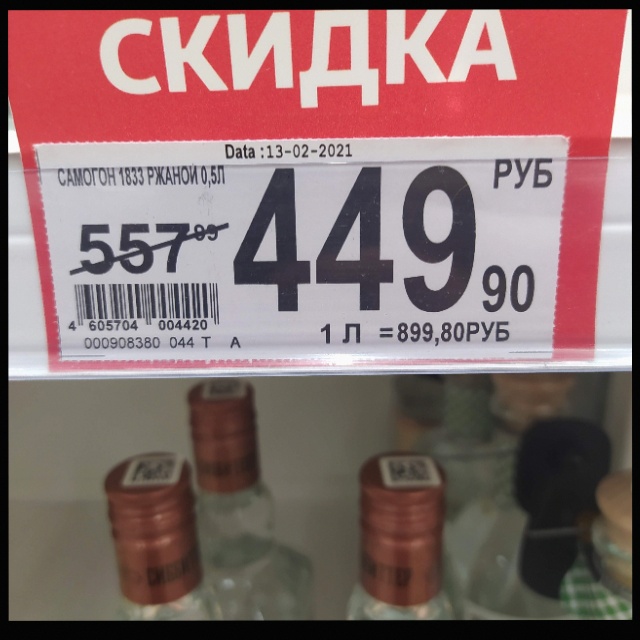 СКИДКА
Data :13-02-2021
САМОГОН 1833 РЖАНОЙ 0,5Л
РУБ
557 99
449 90
4 605704 004420
1 Л =899,80РУБ
000908380 044 Т А